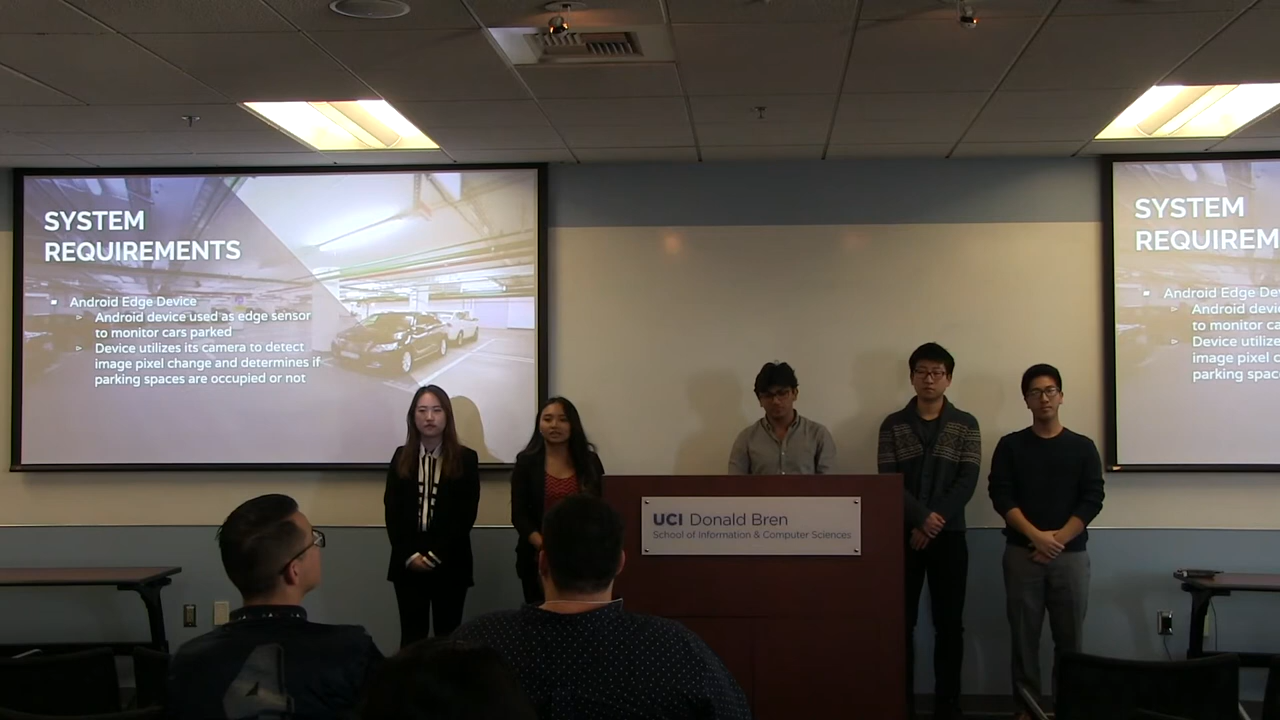 SYSTEM
REQUIREMENTS
Android Edge Device
Android device used as edge sensor
to monitor cars parked
Device utilizes its camera to detect
image pixel change and determines if
parking spaces are occupied or not
UCI Donald Bren
School of Information & Computer Sciences
SYSTEM
REQUIREM
Android Edge Dev
Android devic
to monitor ca
Device utilize
image pixel c
parking space